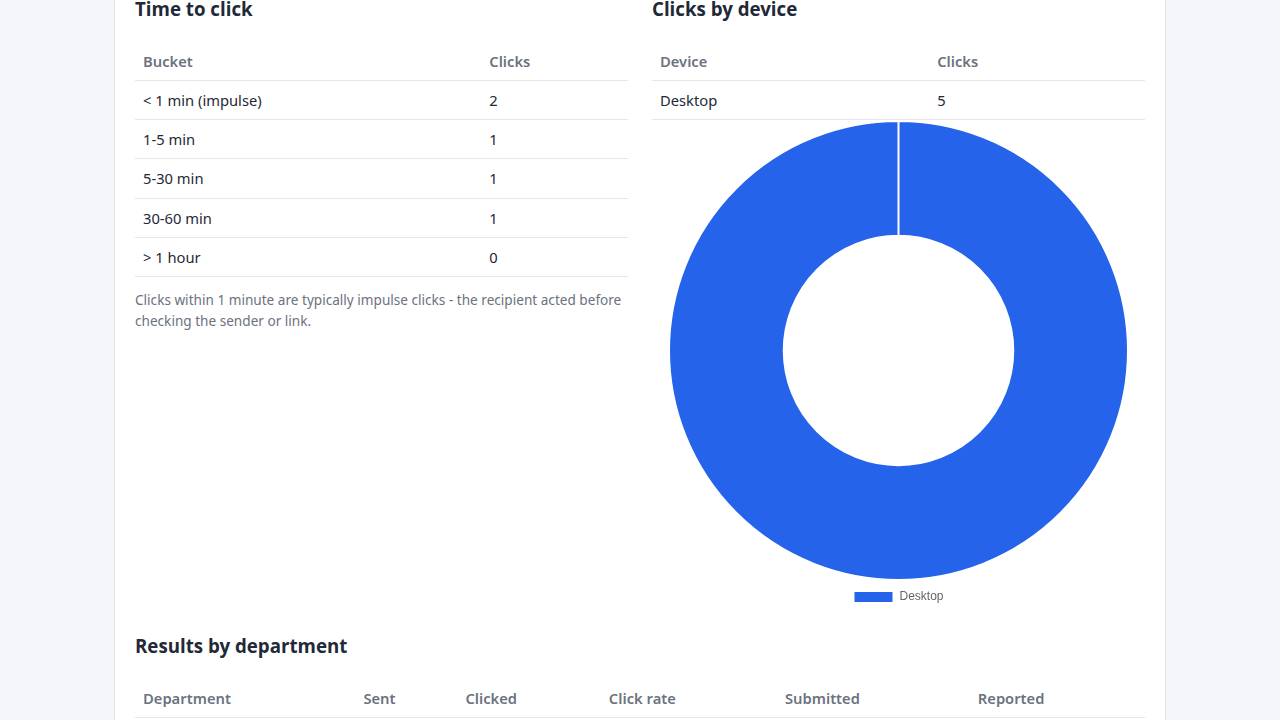 Time to click
Bucket Clicks
< 1 min (impulse) 2
1-5 min 1
5-30 min 1
30-60 min 1
> 1 hour 0
Clicks within 1 minute are typically impulse clicks - the recipient acted before
checking the sender or link.
Clicks by device
Device Clicks
Desktop 5
Desktop
Results by department
Department Sent Clicked Click rate Submitted Reported